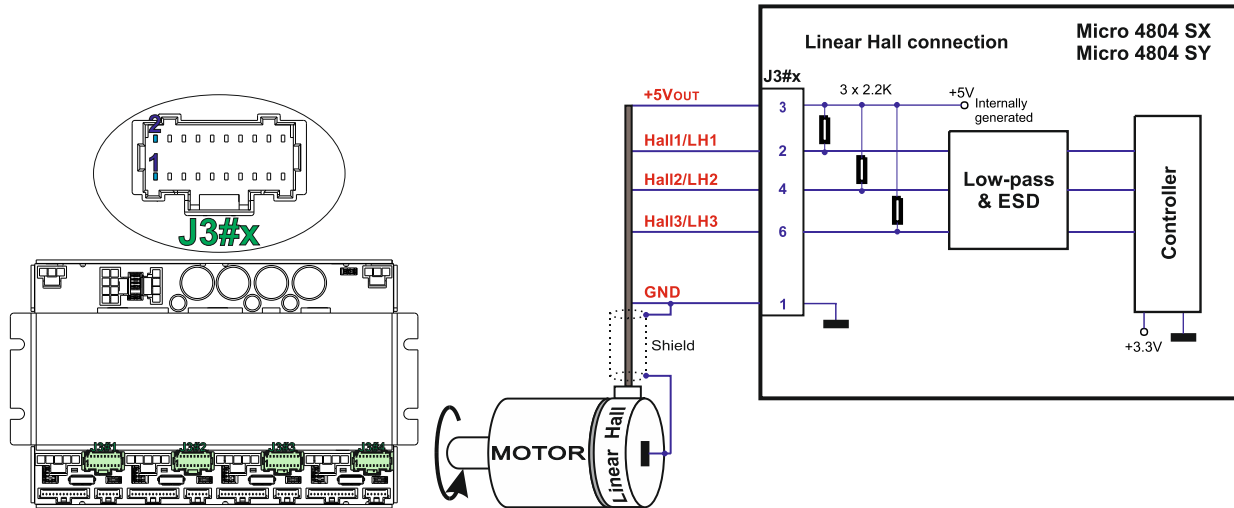 2
1
J3#x
J3#1
J3#2
J3#3
J3#4
Linear Hall connection
Micro 4804 SX
Micro 4804 SY
J3#x
+5VOUT
3
3 x 2.2K
+5V
Internally
generated
Hall1/LH1
2
Hall2/LH2
4
Hall3/LH3
6
GND
1
Low-pass
& ESD
Controller
+3.3V
Shield
MOTOR
Linear Hall